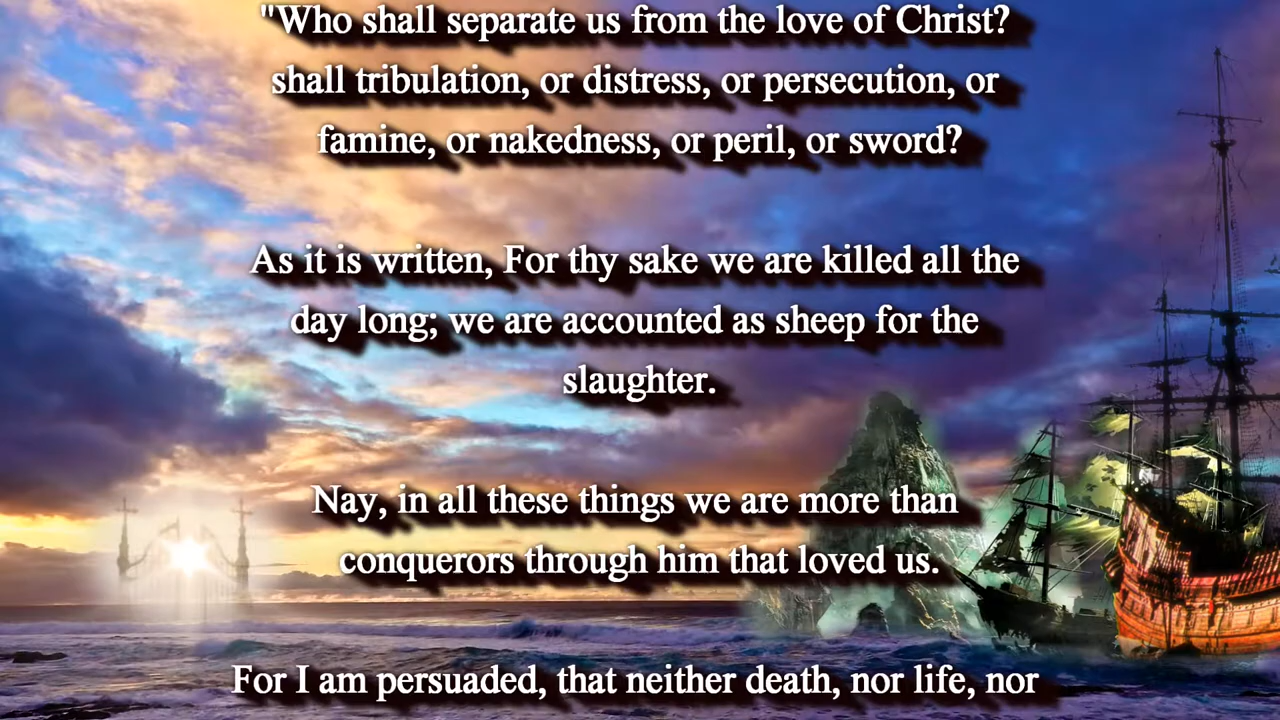 "Who shall separate us from the love of Christ?
shall tribulation, or distress, or persecution, or
famine, or nakedness, or peril, or sword?
As it is written, For thy sake we are killed all the
day long; we are accounted as sheep for the
slaughter.
Nay, in all these things we are more than
conquerors through him that loved us.
For I am persuaded, that neither death, nor life, nor